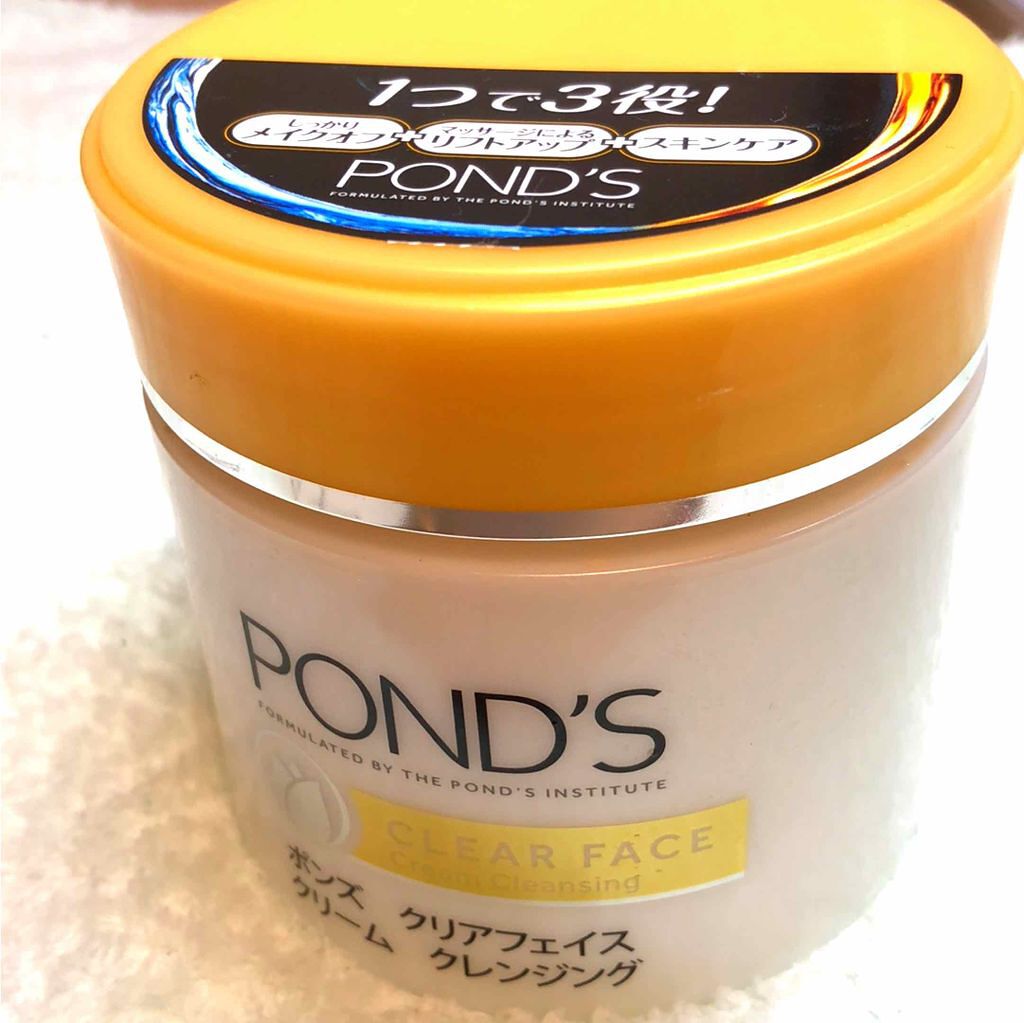 1つで3役!
しっかり
メイクオフ+マッサージによる
リフトアップ+スキンケア
POND'S
FORMULATED BY THE POND'S INSTITUTE
POND'S
FORMULATED BY THE POND'S INSTITUTE
CLEAR FACE
Cream Cleansing
ポンズ クリアフェイス
クリーム クレンジング